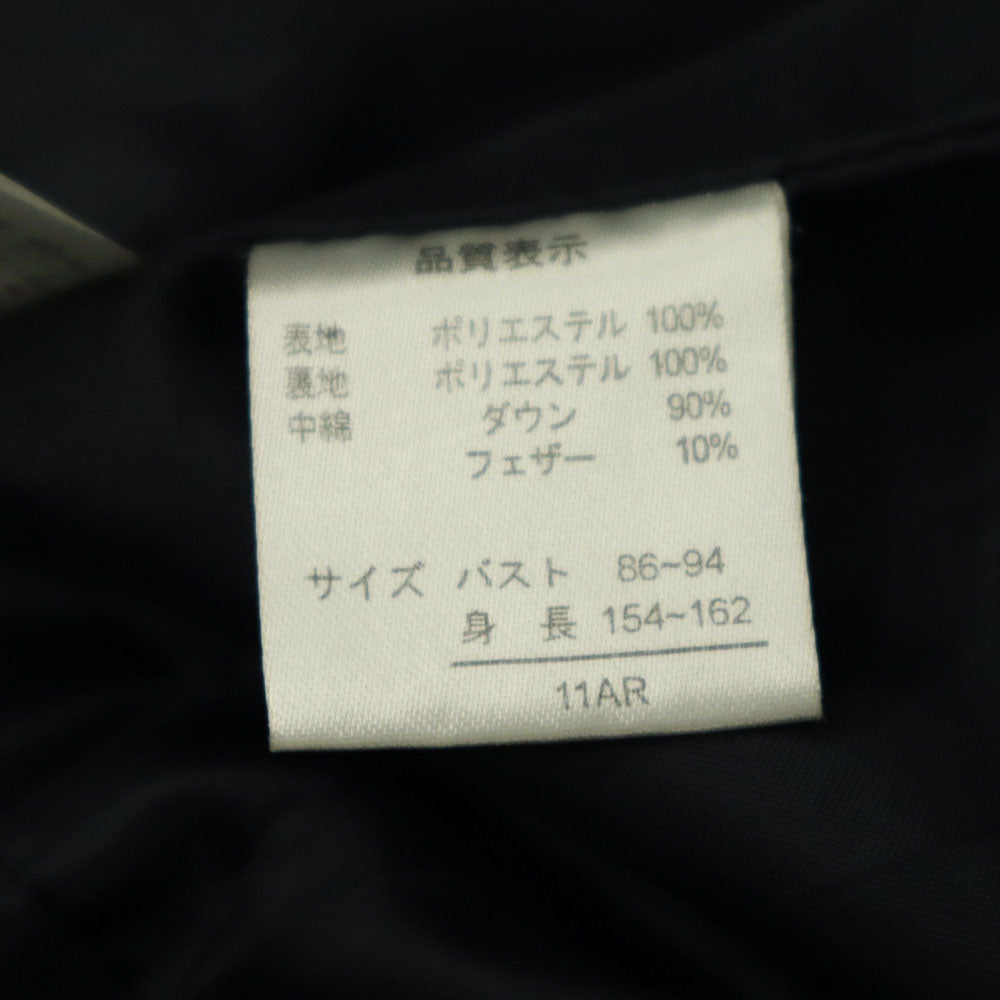 品質表示
表地 ポリエステル 100%
裏地 ポリエステル 100%
中綿 ダウン 90%
フェザー 10%
サイズ バスト 86~94
身 長 154~162
11AR